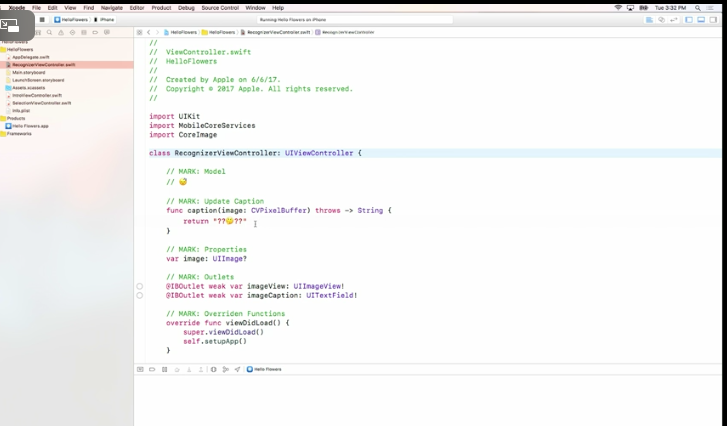 Xcode File Edit View Find Navigate Editor Product Debug Source Control Window Help Tue 3:32 PM
HelloFlowers iPhone Running Hello Flowers on iPhone
HelloFlowers HelloFlowers RecognizerViewController.swift RecognizerViewController
HelloFlowers
HelloFlowers
AppDelegate.swift
RecognizerViewController.swift
Main.storyboard
LaunchScreen.storyboard
Assets.xcassets
IntroViewController.swift
SelectionViewController.swift
Info.plist
Products
Hello Flowers.app
Frameworks
//
// ViewController.swift
// HelloFlowers
//
// Created by Apple on 6/6/17.
// Copyright © 2017 Apple. All rights reserved.
//
import UIKit
import MobileCoreServices
import CoreImage
class RecognizerViewController: UIViewController {
// MARK: Model
//
// MARK: Update Caption
func caption(image: CVPixelBuffer) throws -> String {
return "????"
}
// MARK: Properties
var image: UIImage?
// MARK: Outlets
@IBOutlet weak var imageView: UIImageView!
@IBOutlet weak var imageCaption: UITextField!
// MARK: Overriden Functions
override func viewDidLoad() {
super.viewDidLoad()
self.setupApp()
}
Hello Flowers